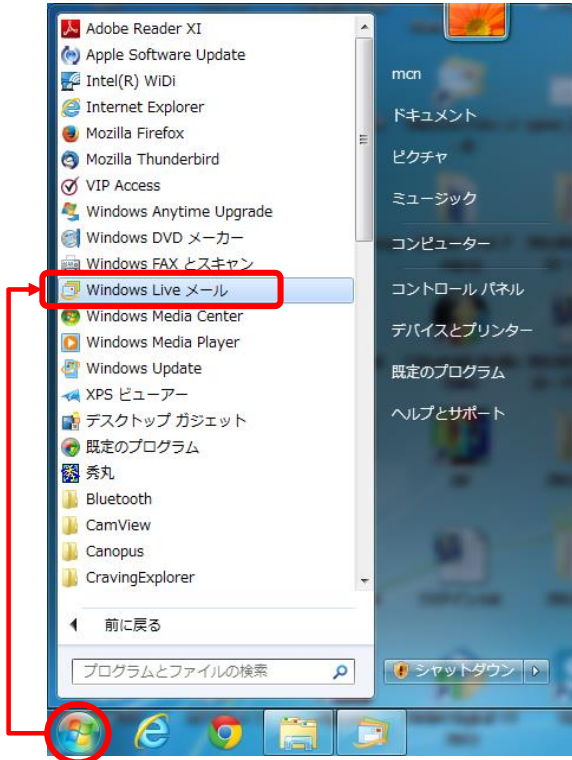 Adobe Reader XI
Apple Software Update
Intel(R) WiDi
Internet Explorer
Mozilla Firefox
Mozilla Thunderbird
VIP Access
Windows Anytime Upgrade
Windows DVD メーカー
Windows FAX とスキャン
Windows Live メール
Windows Media Center
Windows Media Player
Windows Update
XPS ビューアー
デスクトップ ガジェット
既定のプログラム
秀丸
Bluetooth
CamView
Canopus
CravingExplorer
前に戻る
プログラムとファイルの検索
mcn
ドキュメント
ピクチャ
ミュージック
コンピューター
コントロール パネル
デバイスとプリンター
既定のプログラム
ヘルプとサポート
シャットダウン